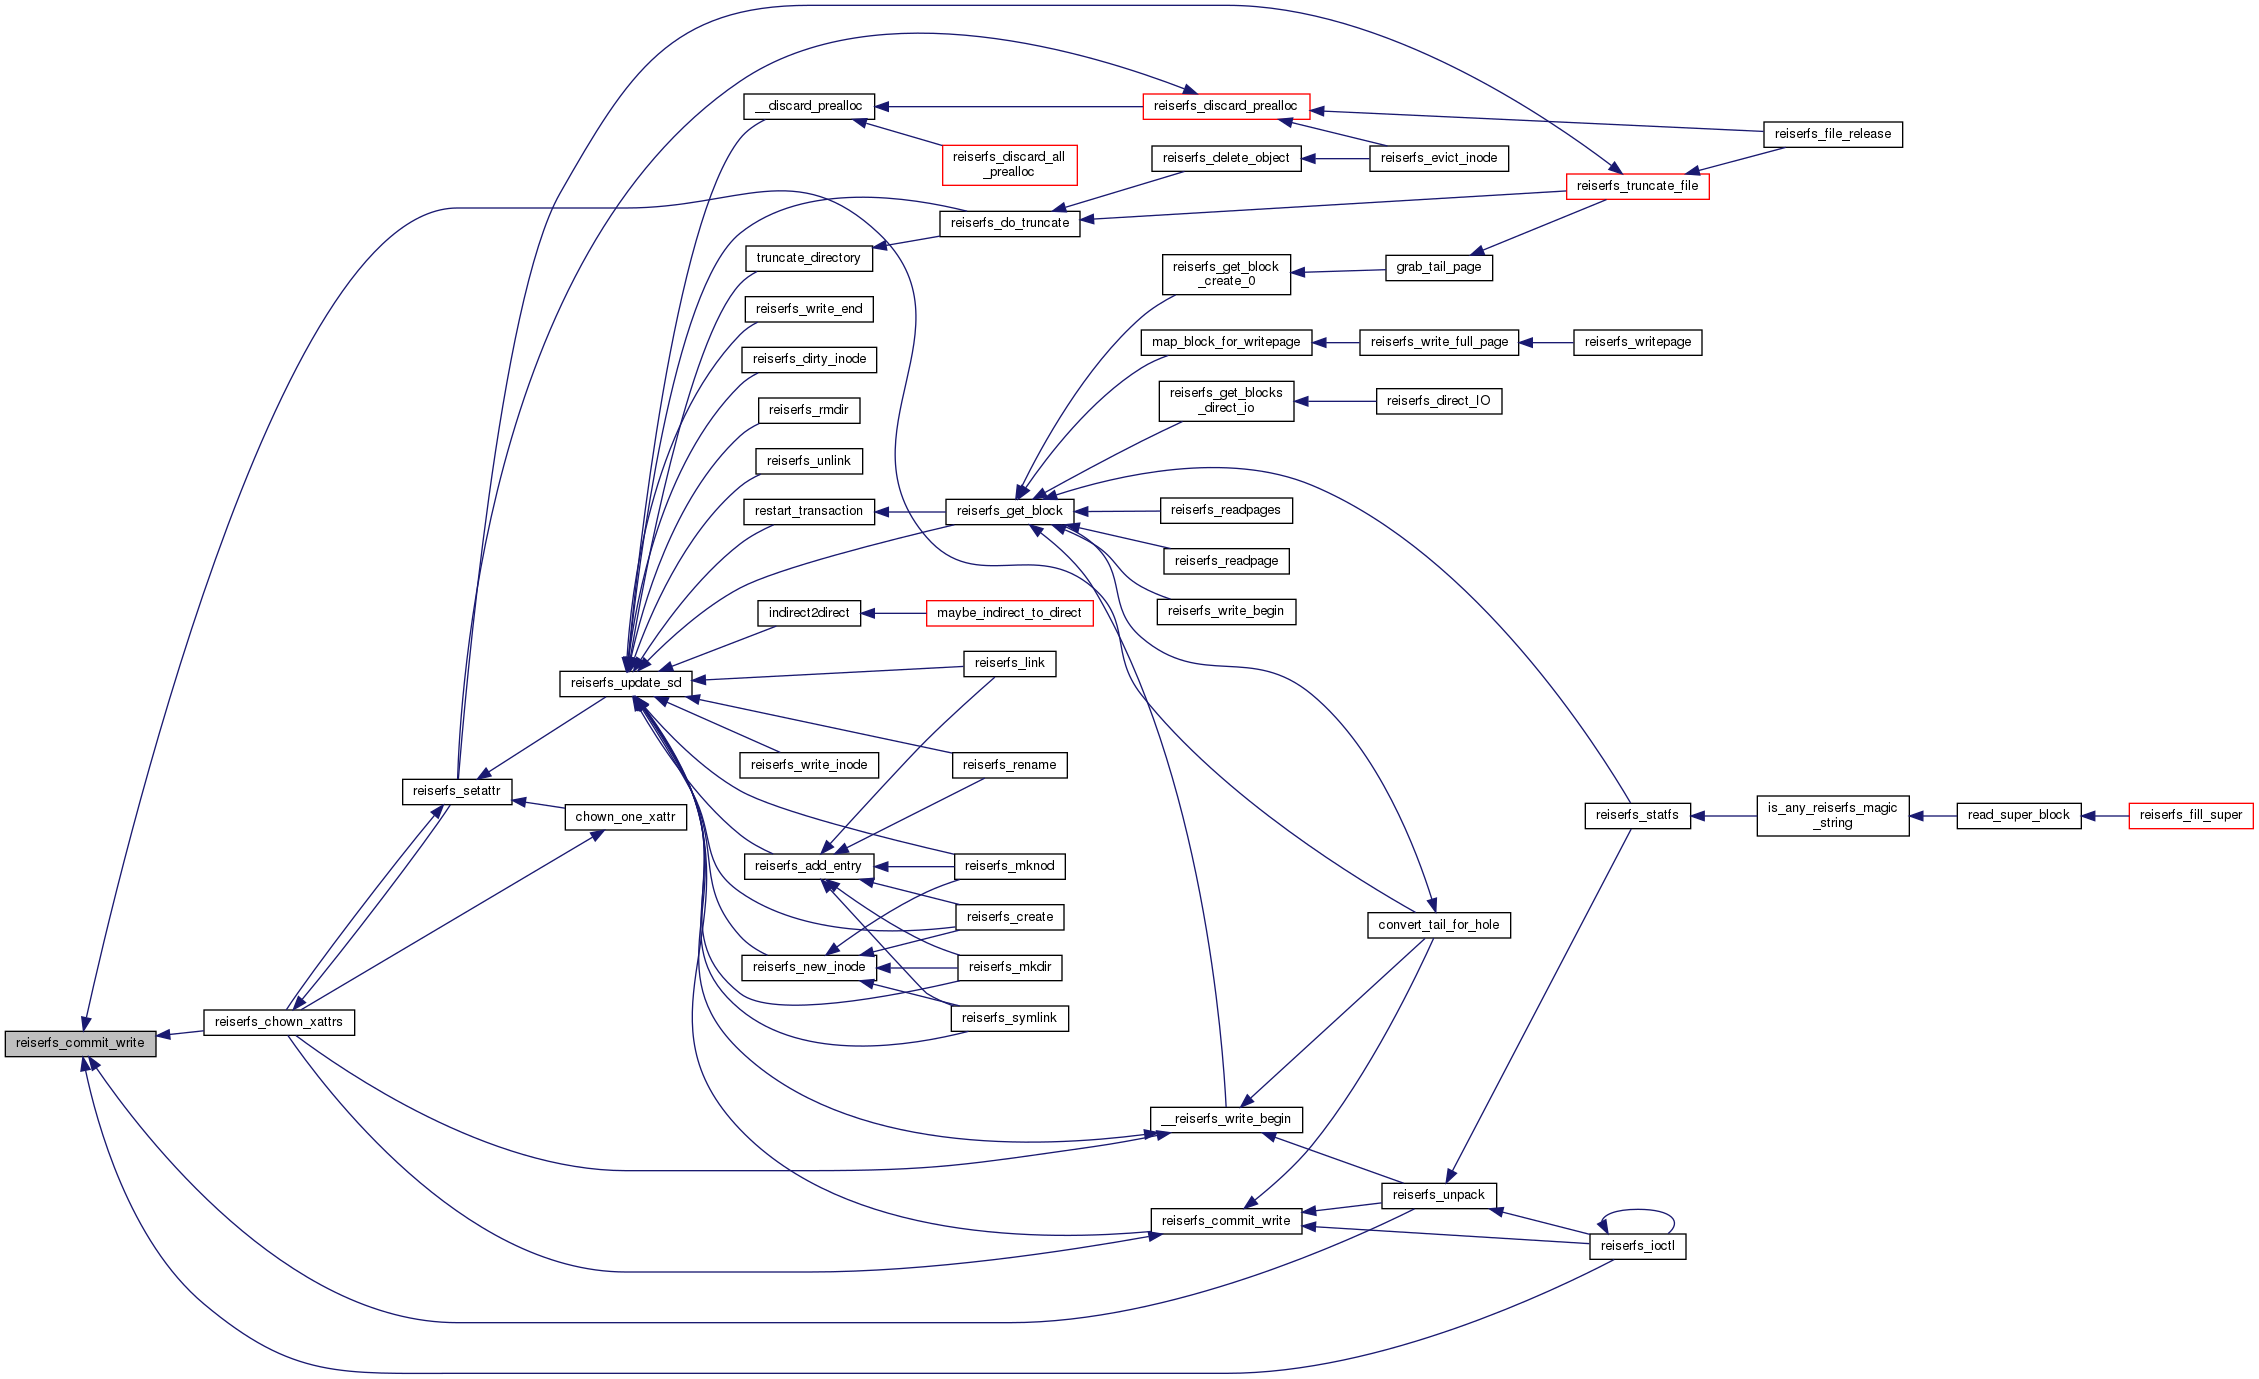 __discard_prealloc
reiserfs_discard_prealloc
reiserfs_file_release
reiserfs_discard_all
_prealloc
reiserfs_delete_object
reiserfs_evict_inode
reiserfs_truncate_file
reiserfs_do_truncate
truncate_directory
reiserfs_get_block
_create_0
grab_tail_page
reiserfs_write_end
map_block_for_writepage
reiserfs_write_full_page
reiserfs_writepage
reiserfs_dirty_inode
reiserfs_get_blocks
_direct_io
reiserfs_direct_IO
reiserfs_rmdir
reiserfs_unlink
restart_transaction
reiserfs_get_block
reiserfs_readpages
reiserfs_readpage
reiserfs_write_begin
indirect2direct
maybe_indirect_to_direct
reiserfs_link
reiserfs_update_sd
reiserfs_write_inode
reiserfs_rename
reiserfs_setattr
chown_one_xattr
reiserfs_statfs
is_any_reiserfs_magic
_string
read_super_block
reiserfs_fill_super
reiserfs_add_entry
reiserfs_mknod
reiserfs_create
convert_tail_for_hole
reiserfs_new_inode
reiserfs_mkdir
reiserfs_symlink
reiserfs_chown_xattrs
reiserfs_commit_write
__reiserfs_write_begin
reiserfs_unpack
reiserfs_commit_write
reiserfs_ioctl